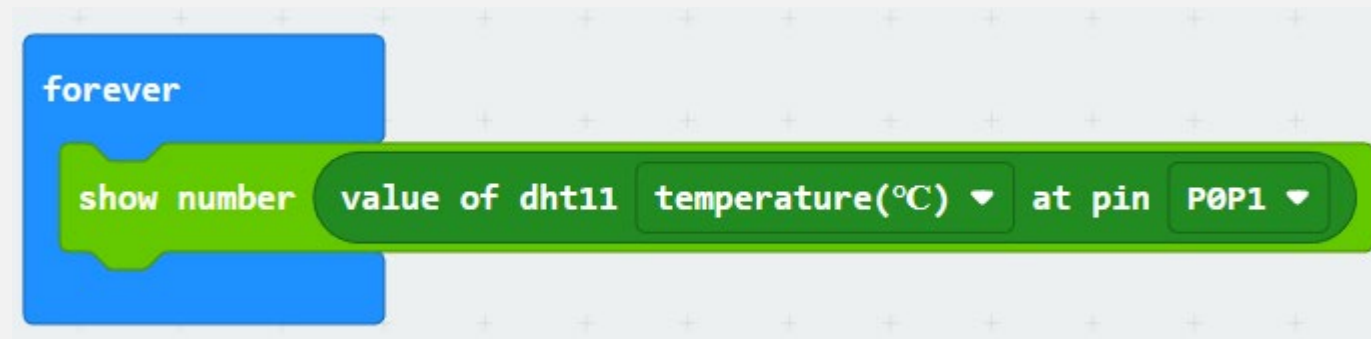 forever
show number value of dht11 temperature(℃) at pin P0P1